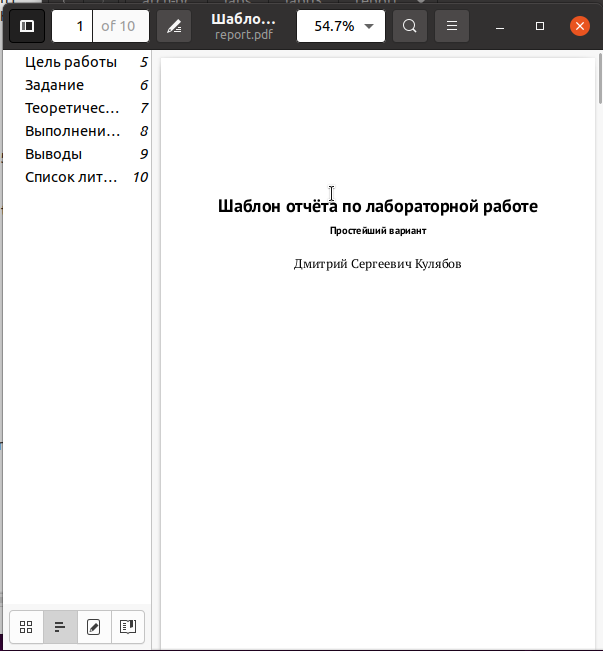 1 of 10
Шабло...
report.pdf
54.7%
Цель работы 5
Задание 6
Теоретичес... 7
Выполнени... 8
Выводы 9
Список лит... 10
Шаблон отчёта по лабораторной работе
Простейший вариант
Дмитрий Сергеевич Кулябов